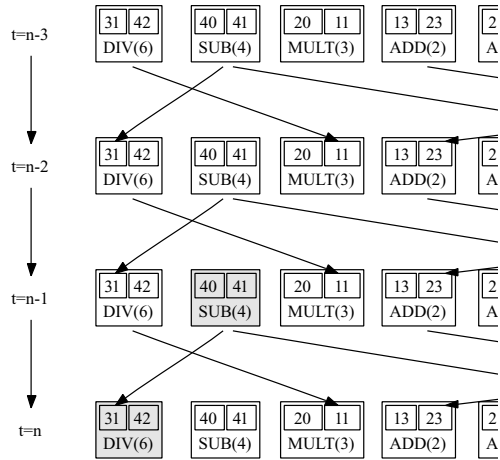 31 42 40 41 20 11 13 23 2
t=n-3 DIV(6) SUB(4) MULT(3) ADD(2) A
31 42 40 41 20 11 13 23 2
t=n-2 DIV(6) SUB(4) MULT(3) ADD(2) A
31 42 40 41 20 11 13 23 2
t=n-1 DIV(6) SUB(4) MULT(3) ADD(2) A
31 42 40 41 20 11 13 23 2
t=n DIV(6) SUB(4) MULT(3) ADD(2) A